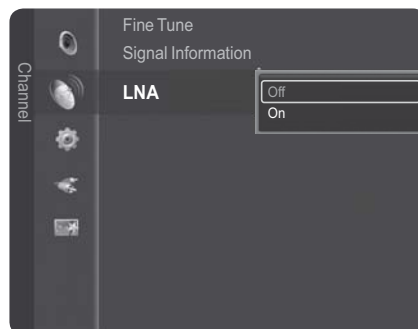 Channel
Fine Tune
Signal Information
LNA
Off
On